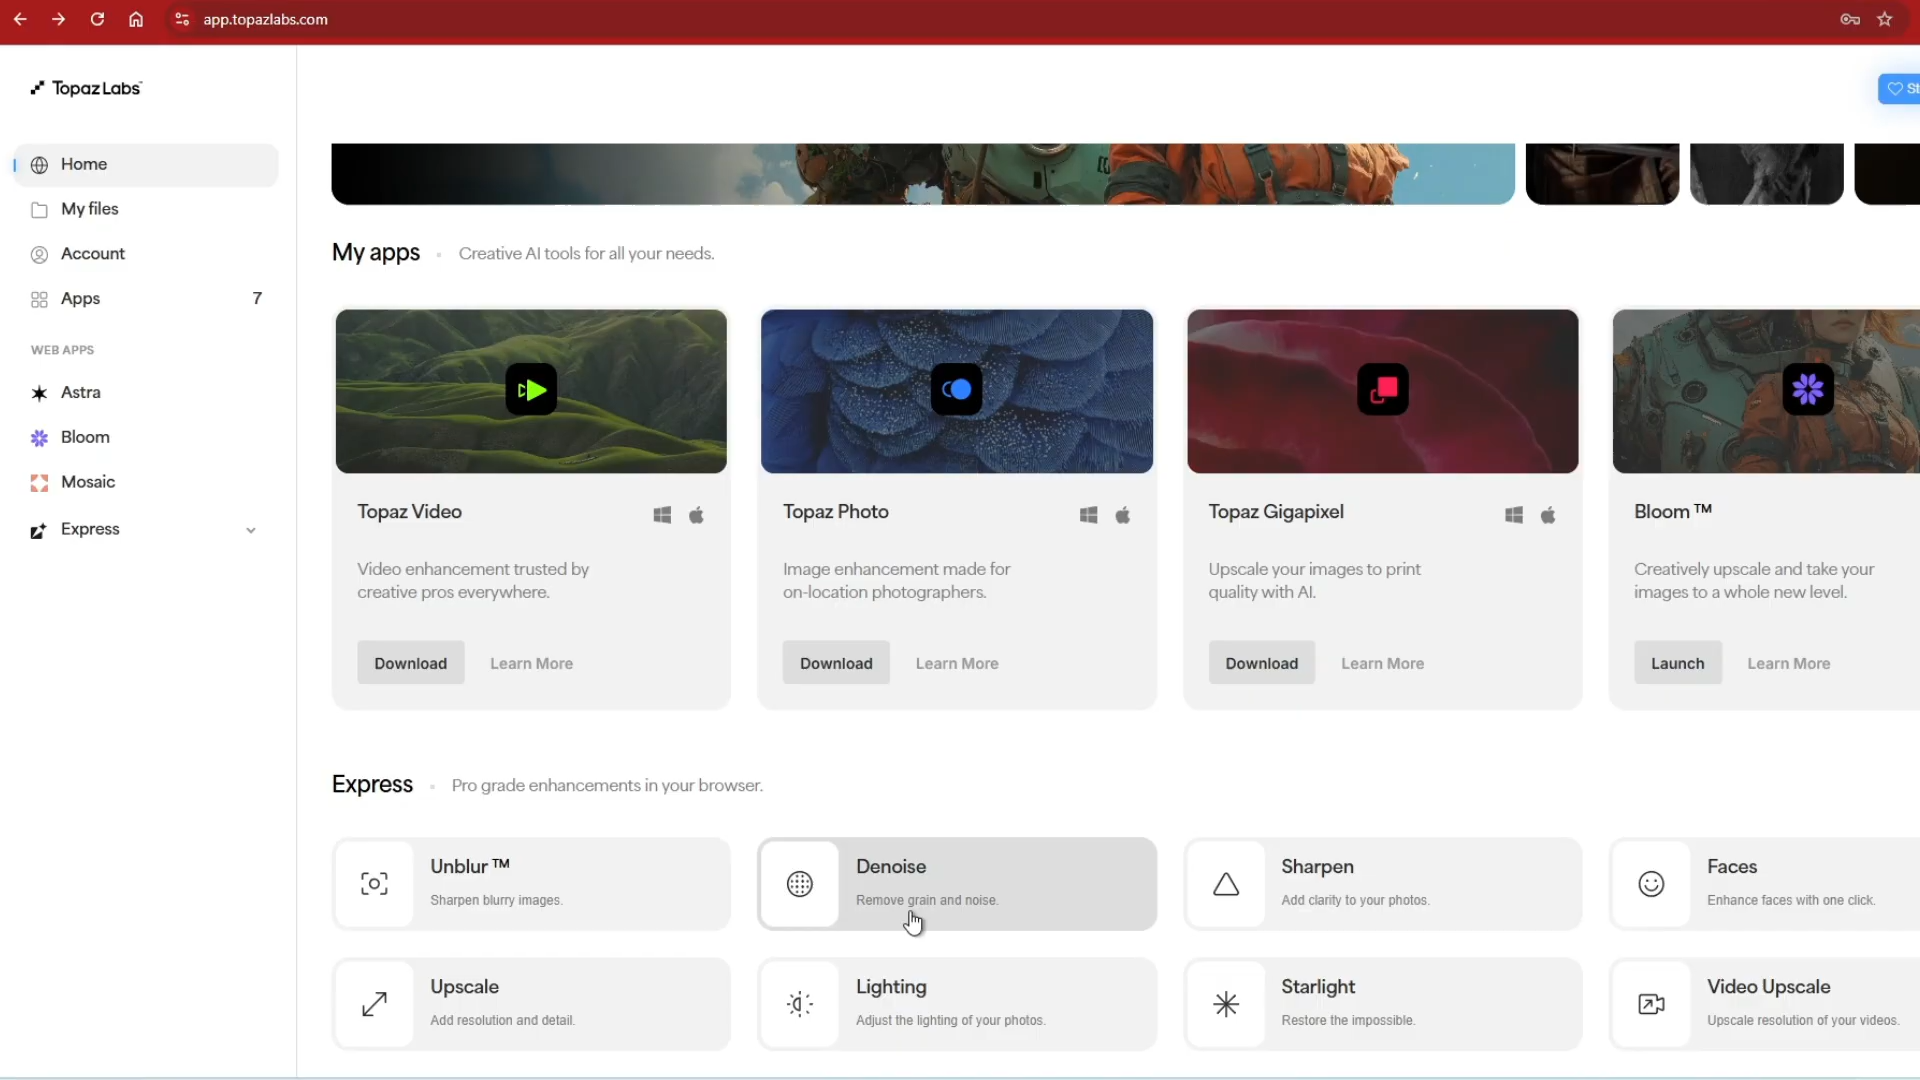 app.topazlabs.com
Topaz Labs™
St
Home
My files
Account
Apps 7
WEB APPS
Astra
Bloom
Mosaic
Express
My apps
Creative AI tools for all your needs.
Topaz Video
Video enhancement trusted by
creative pros everywhere.
Download
Learn More
Topaz Photo
Image enhancement made for
on-location photographers.
Download
Learn More
Topaz Gigapixel
Upscale your images to print
quality with AI.
Download
Learn More
Bloom™
Creatively upscale and take your
images to a whole new level.
Launch
Learn More
Express
Pro grade enhancements in your browser.
Unblur™
Sharpen blurry images.
Denoise
Remove grain and noise.
Sharpen
Add clarity to your photos.
Faces
Enhance faces with one click.
Upscale
Add resolution and detail.
Lighting
Adjust the lighting of your photos.
Starlight
Restore the impossible.
Video Upscale
Upscale resolution of your videos.